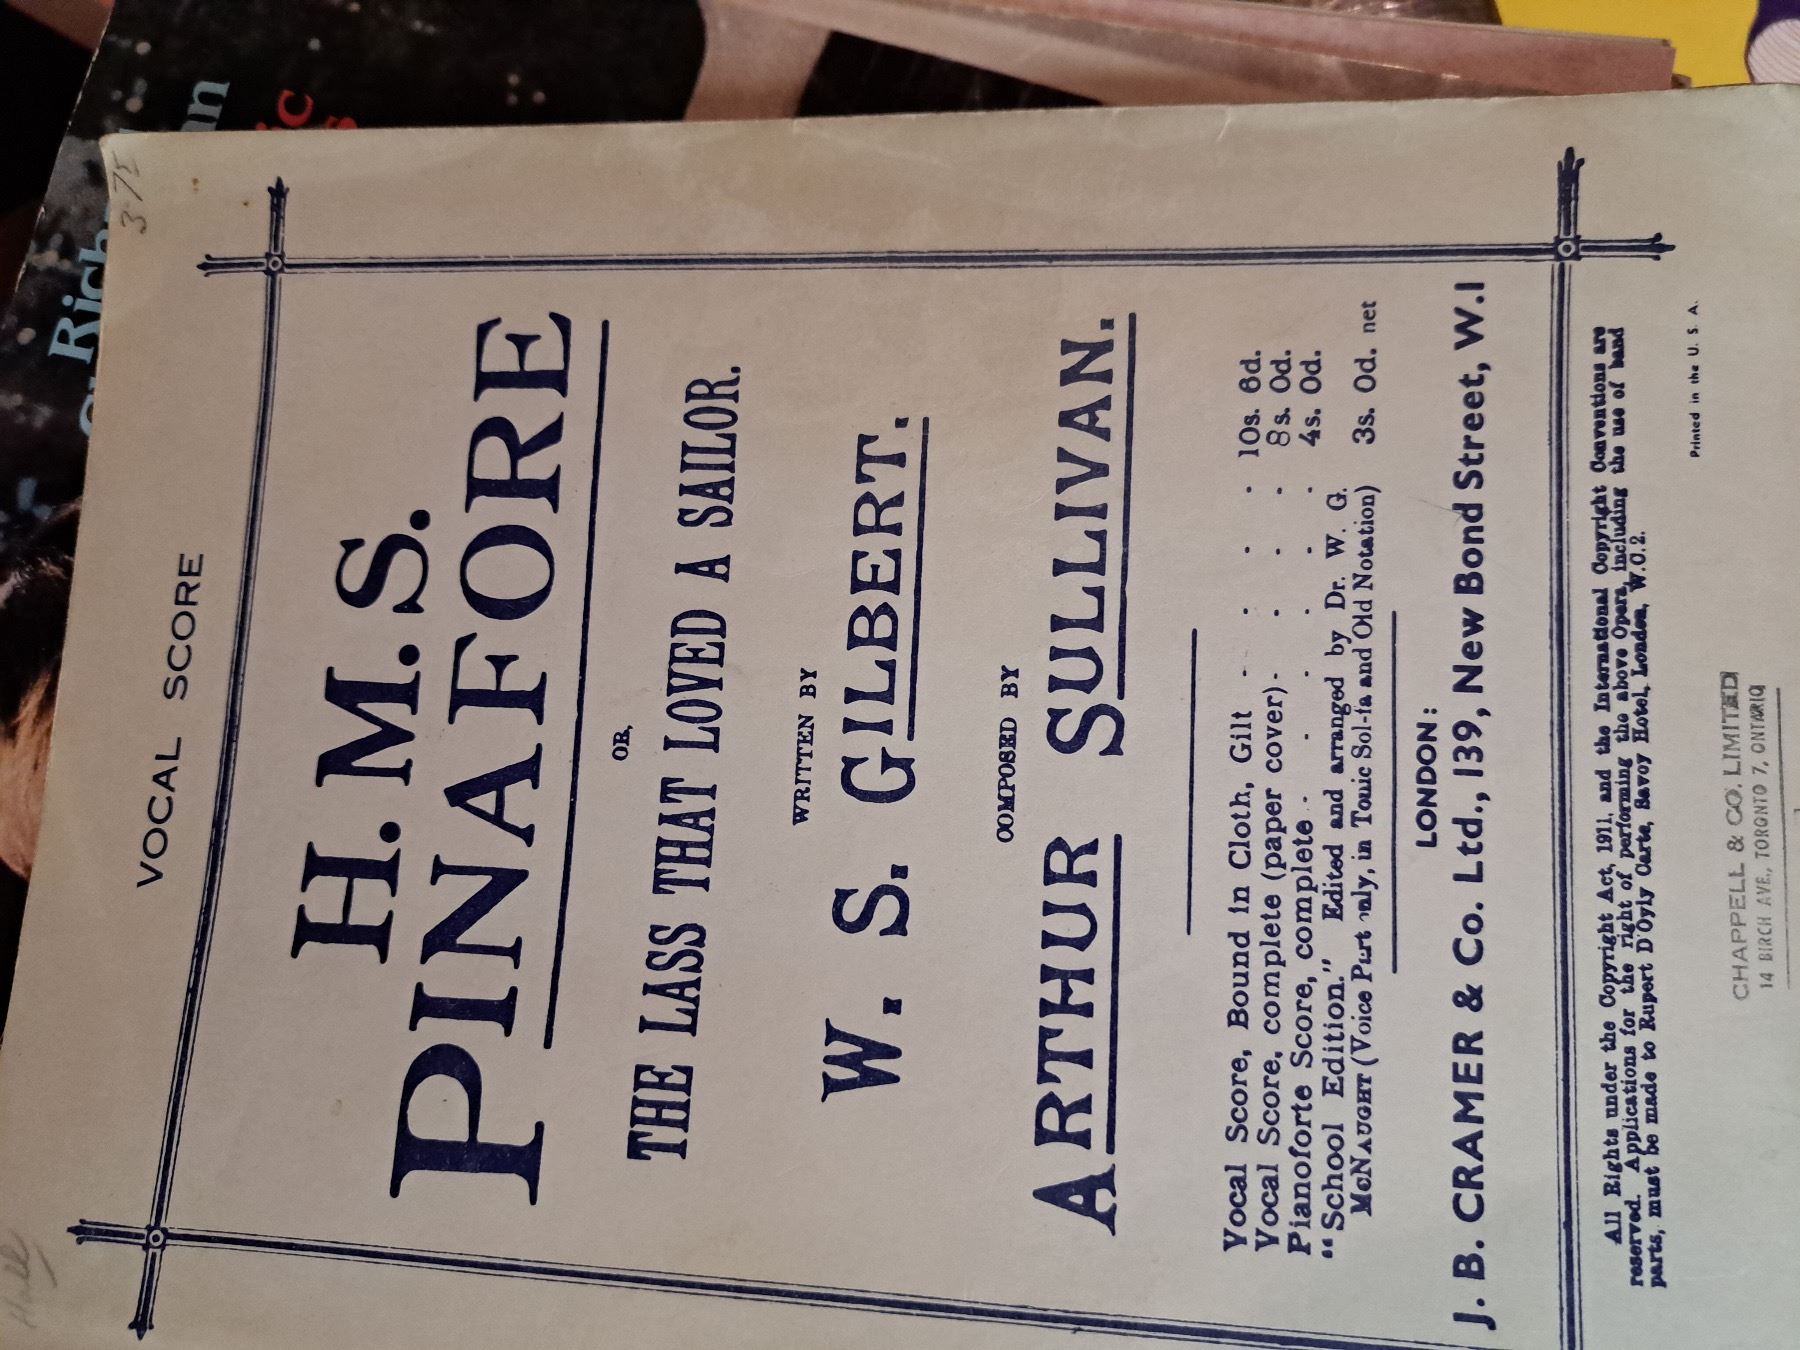 3 75
VOCAL SCORE
H. M. S.
PINAFORE
OR,
THE LASS THAT LOVED A SAILOR.
WRITTEN BY
W. S. GILBERT.
COMPOSED BY
ARTHUR SULLIVAN.
Vocal Score, Bound in Cloth, Gilt - . . . 10s. 6d.
Vocal Score, complete (paper cover) - . . . . 8s. 0d.
Pianoforte Score, complete . - . . . . . 4s. 0d.
"School Edition." Edited and arranged by Dr. W. G.
McNAUGHT (Voice Part only, in Tonic Sol-fa and Old Notation) 3s. 0d. net
LONDON:
J. B. CRAMER & Co. Ltd., 139, New Bond Street, W.1
All Rights under the Copyright Act, 1911, and the International Copyright Conventions are
reserved. Applications for the right of performing the above Opera, including the use of band
parts, must be made to Rupert D'Oyly Carte, Savoy Hotel, London, W.C.2.
Printed in the U. S. A.
CHAPPELL & CO. LIMITED
14 BIRCH AVE., TORONTO 7, ONTARIO